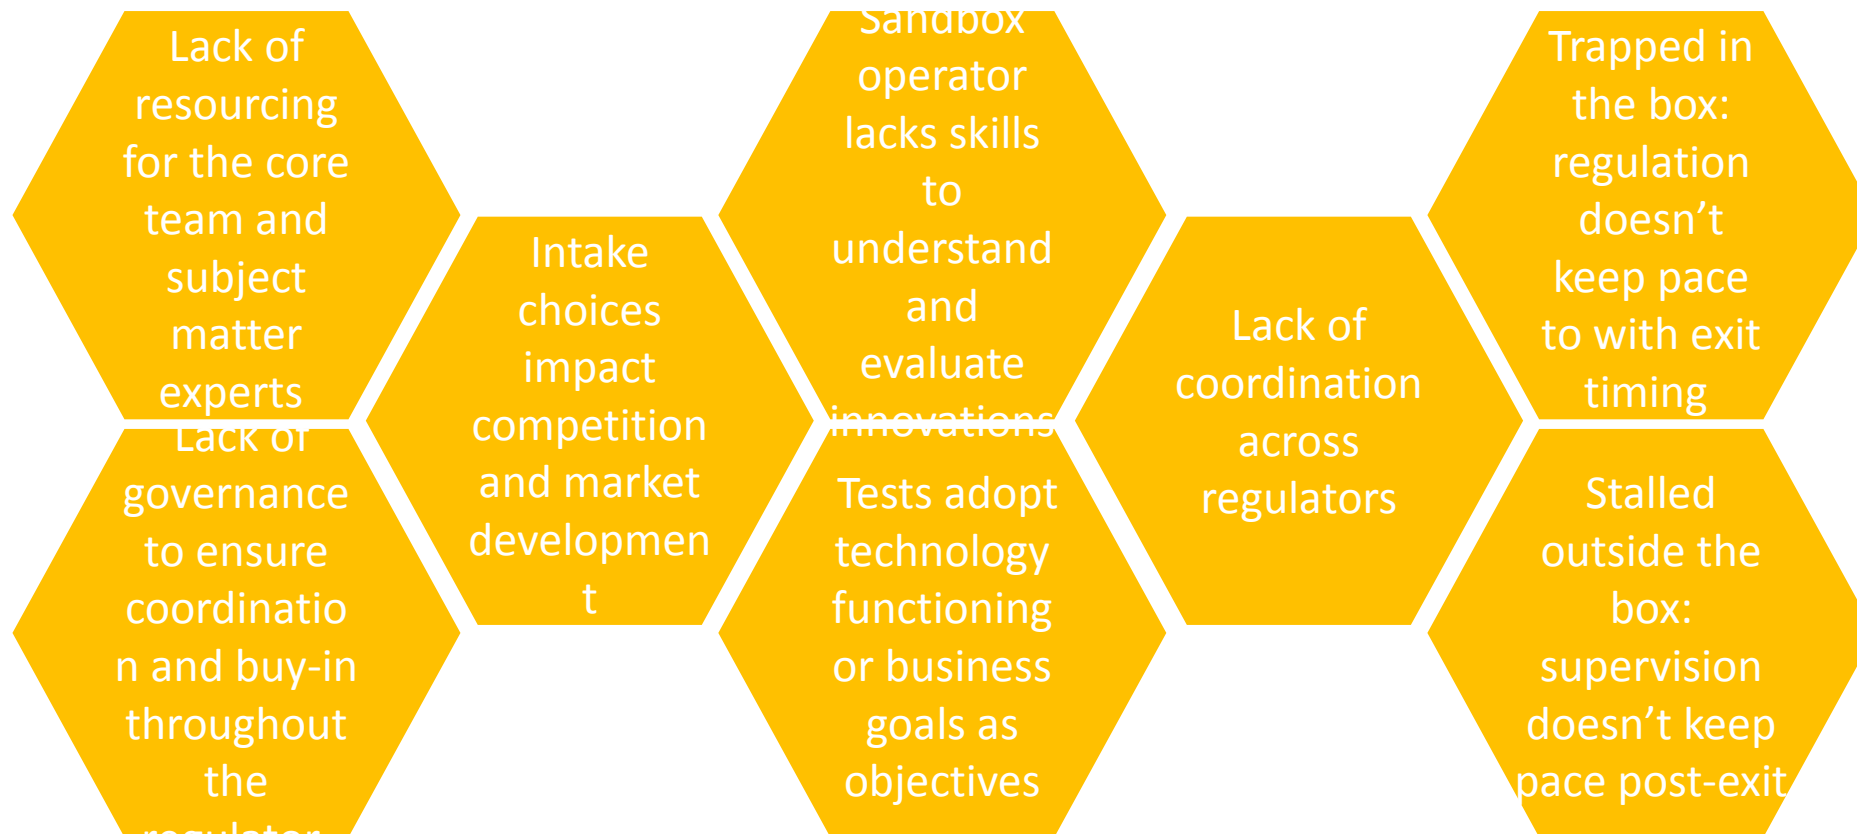 Lack of
resourcing
for the core
team and
subject
matter
experts
Lack of
governance
to ensure
coordinatio
n and buy-in
throughout
the
regulator
Intake
choices
impact
competition
and market
developmen
t
Sandbox
operator
lacks skills
to
understand
and
evaluate
innovations
Tests adopt
technology
functioning
or business
goals as
objectives
Lack of
coordination
across
regulators
Trapped in
the box:
regulation
doesn’t
keep pace
to with exit
timing
Stalled
outside the
box:
supervision
doesn’t keep
pace post-exit